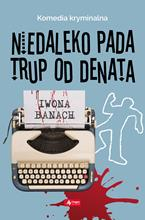 Komedia kryminalna
NIEDALEKO PADA
TRUP OD DENATA
IWONA
BANACH